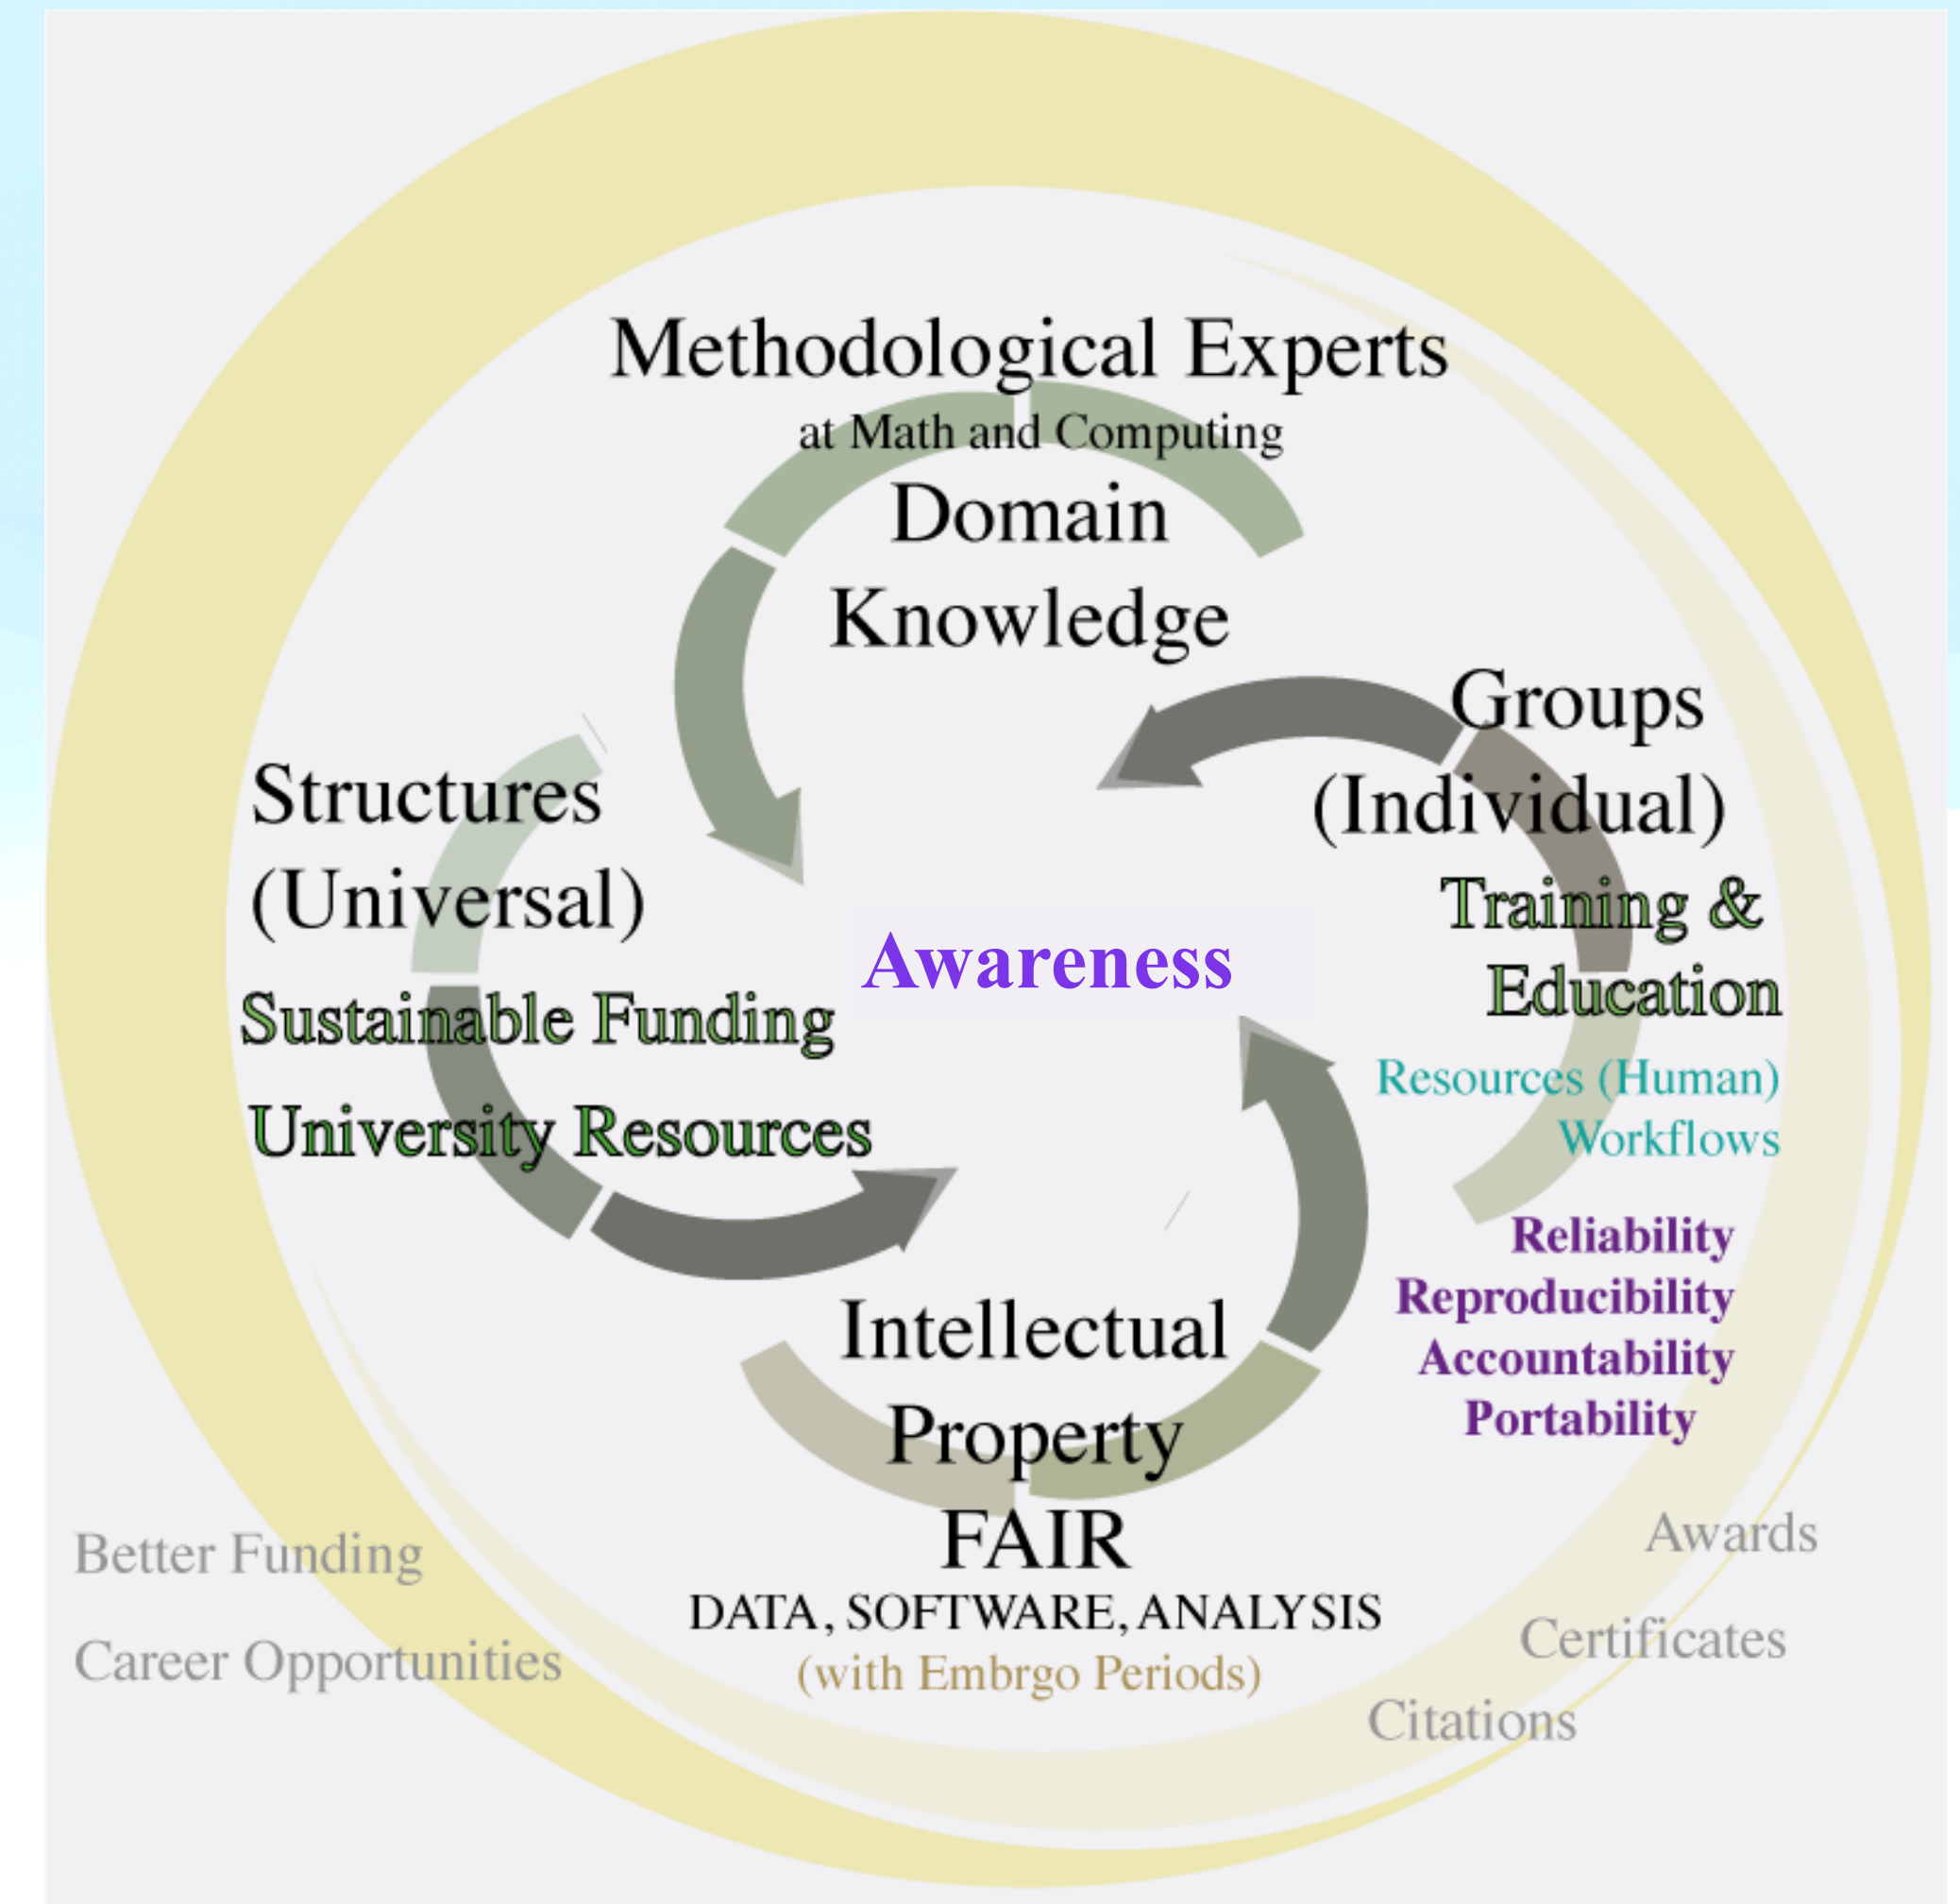 Methodological Experts
at Math and Computing
Domain
Knowledge
Groups
(Individual)
Training &
Education
Resources (Human)
Workflows
Reliability
Reproducibility
Accountability
Portability
Structures
(Universal)
Sustainable Funding
University Resources
Awareness
Intellectual
Property
FAIR
DATA, SOFTWARE, ANALYSIS
(with Embrgo Periods)
Better Funding
Career Opportunities
Awards
Certificates
Citations